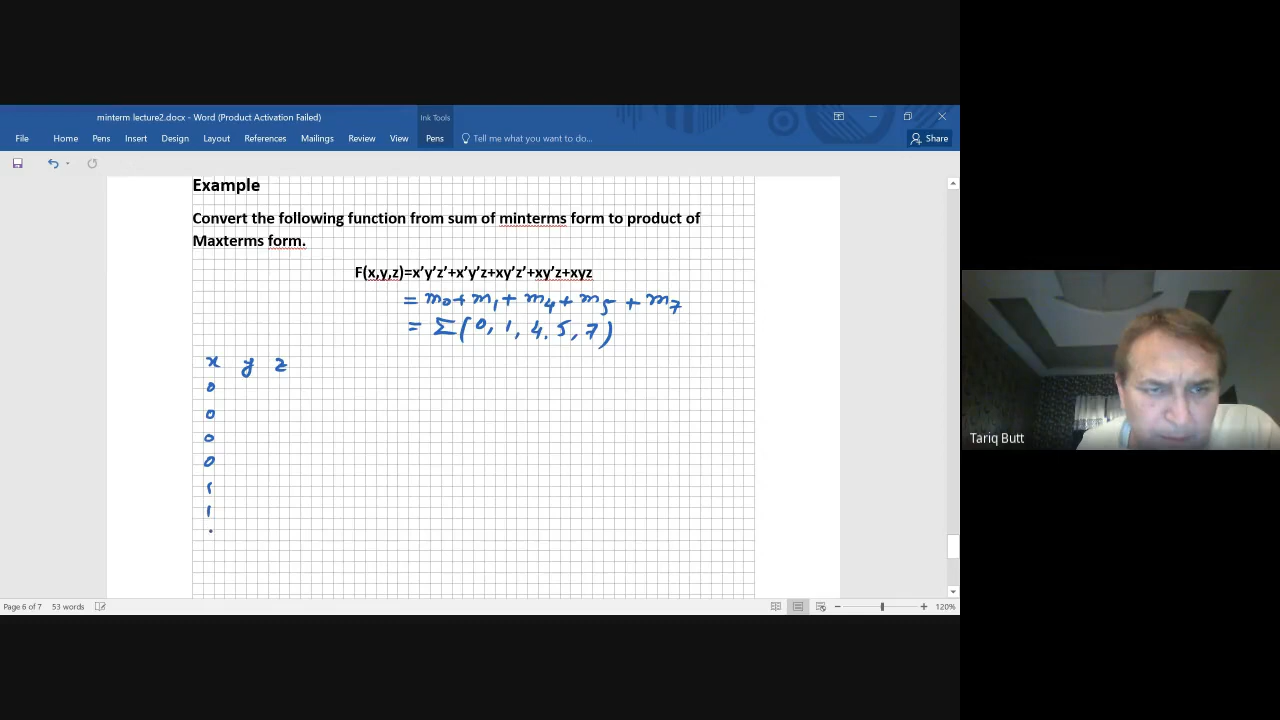 minterm lecture2.docx - Word (Product Activation Failed)
Ink Tools
File Home Pens Insert Design Layout References Mailings Review View Pens Tell me what you want to do... Share
Example
Convert the following function from sum of minterms form to product of
Maxterms form.
F(x,y,z)=x’y’z’+x’y’z+xy’z’+xy’z+xyz
= m0 + m1 + m4 + m5 + m7
= Σ(0, 1, 4, 5, 7)
x y z
0
0
0
0
1
1
Tariq Butt
Page 6 of 7 53 words
120%